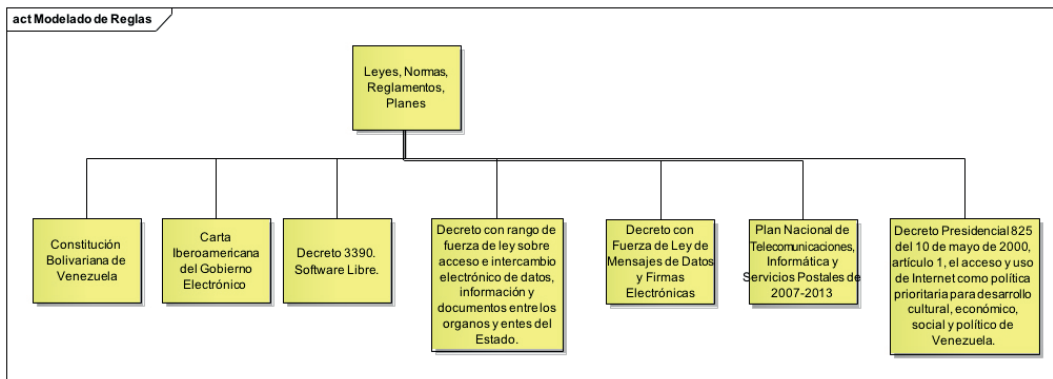 act Modelado de Reglas
Leyes, Normas,
Reglamentos,
Planes
Constitución
Bolivariana de
Venezuela
Carta
Iberoamericana
del Gobierno
Electrónico
Decreto 3390.
Software Libre.
Decreto con rango de
fuerza de ley sobre
acceso e intercambio
electrónico de datos,
información y
documentos entre los
organos y entes del
Estado.
Decreto con
Fuerza de Ley de
Mensajes de Datos
y Firmas
Electrónicas
Plan Nacional de
Telecomunicaciones,
Informática y
Servicios Postales de
2007-2013
Decreto Presidencial 825
del 10 de mayo de 2000,
artículo 1, el acceso y uso
de Internet como política
prioritaria para desarrollo
cultural, económico,
social y político de
Venezuela.